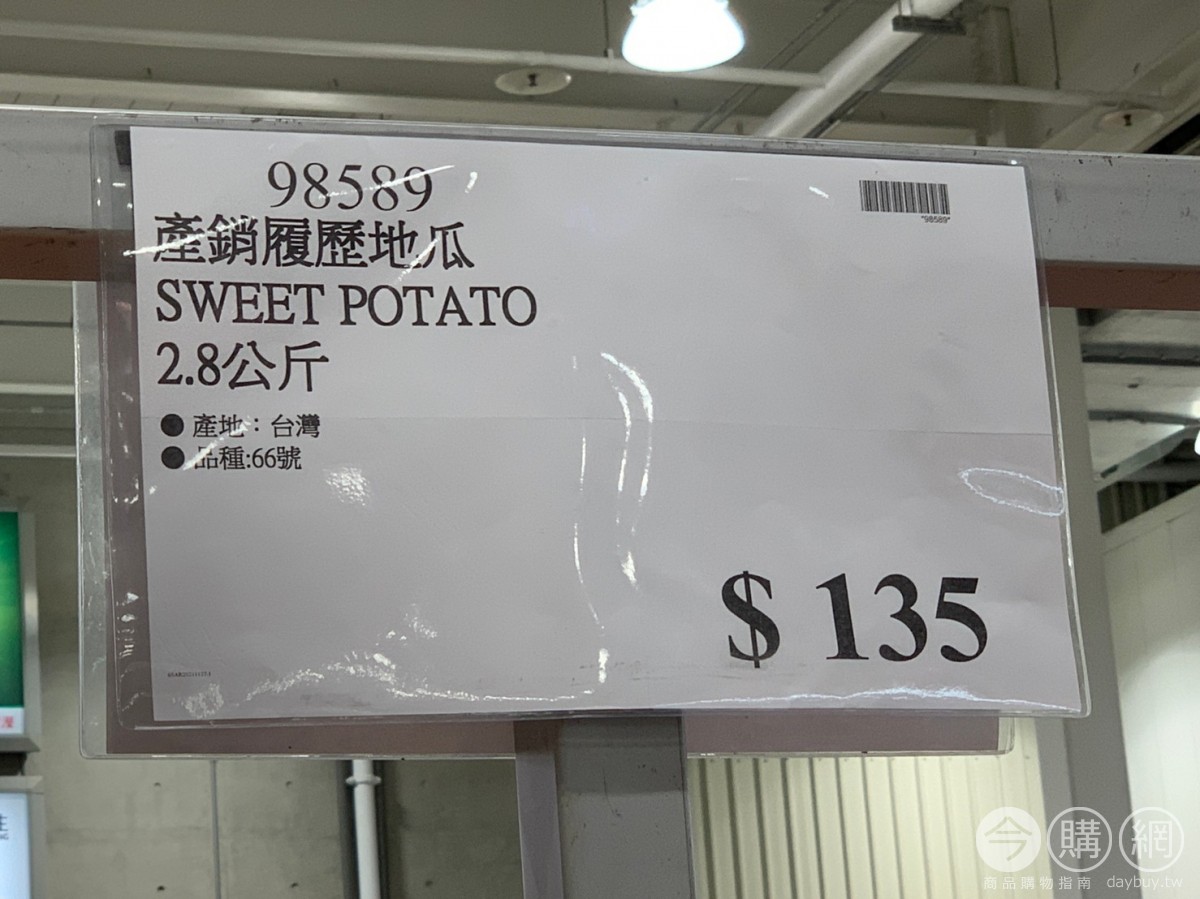 98589
產銷履歷地瓜
SWEET POTATO
2.8公斤
● 產地：台灣
● 品種:66號
*98589*
$ 135
今購網
商品購物指南 daybuy.tw